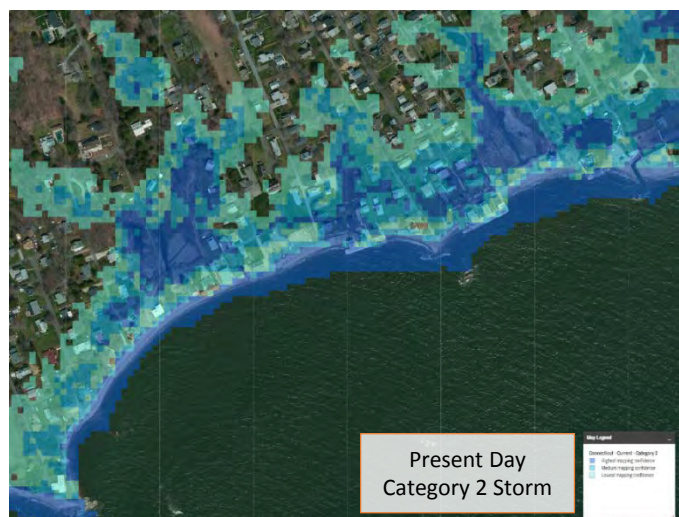 Present Day
Category 2 Storm
Map Legend
Connecticut - Current - Category 2
Highest mapping confidence
Medium mapping confidence
Lowest mapping confidence